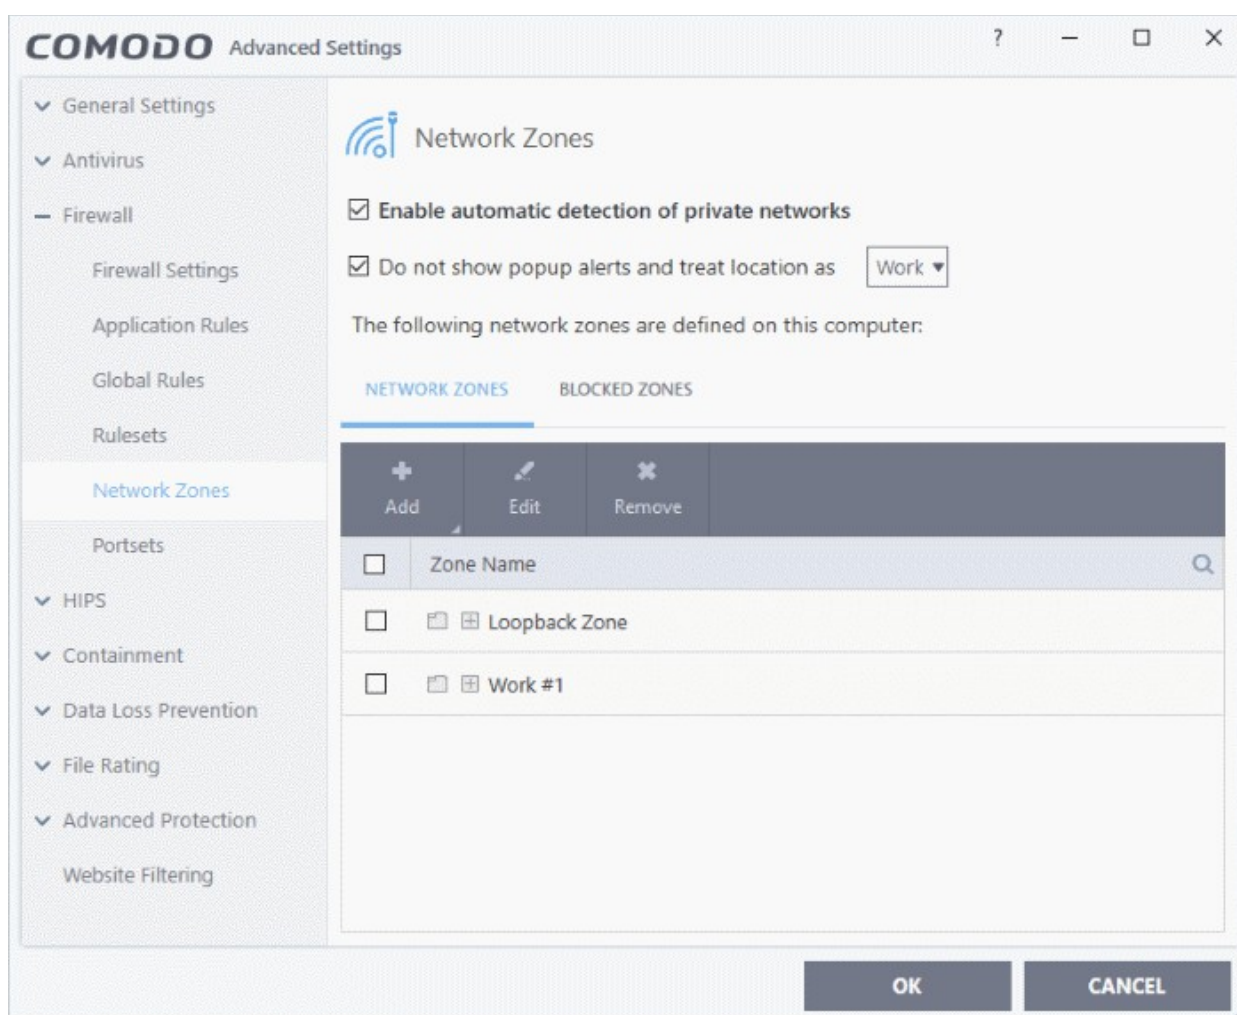 COMODO Advanced Settings ?
General Settings
Antivirus
Firewall
Firewall Settings
Application Rules
Global Rules
Rulesets
Network Zones
Portsets
HIPS
Containment
Data Loss Prevention
File Rating
Advanced Protection
Website Filtering
Network Zones
Enable automatic detection of private networks
Do not show popup alerts and treat location as Work
The following network zones are defined on this computer:
NETWORK ZONES BLOCKED ZONES
Add Edit Remove
Zone Name
Loopback Zone
Work #1
OK CANCEL